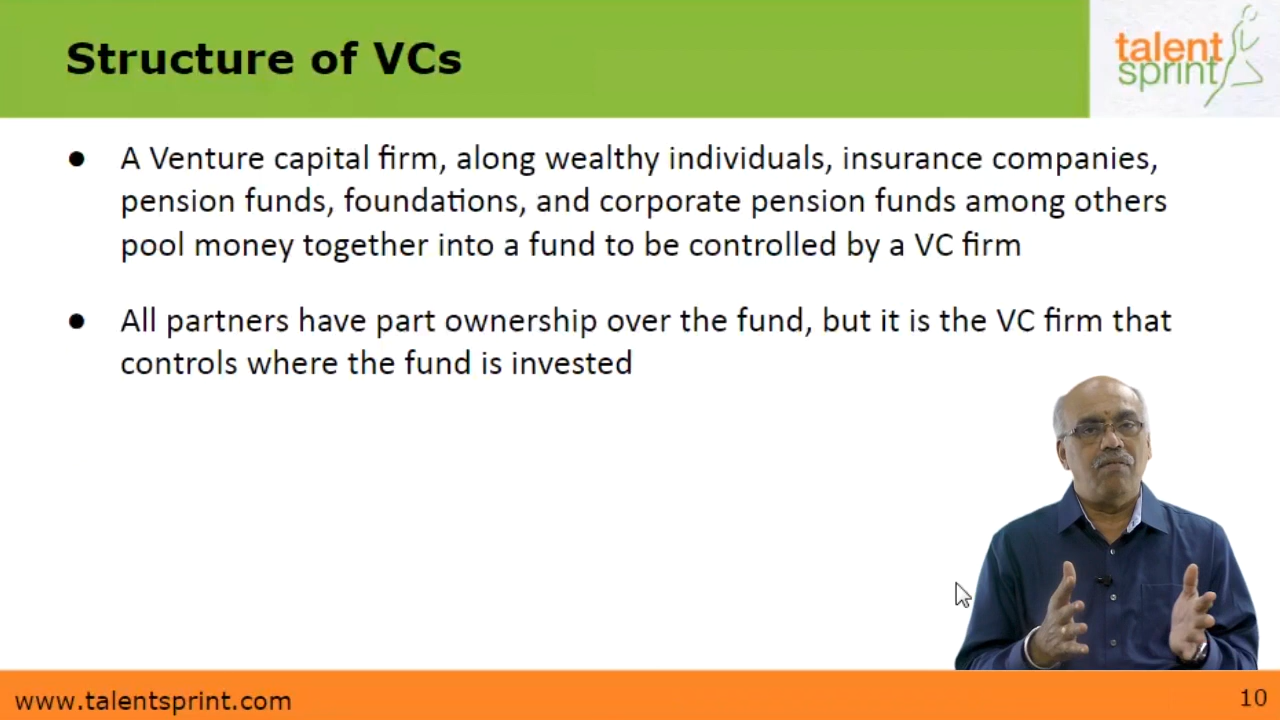 Structure of VCs
talent
sprint
● A Venture capital firm, along wealthy individuals, insurance companies,
pension funds, foundations, and corporate pension funds among others
pool money together into a fund to be controlled by a VC firm
● All partners have part ownership over the fund, but it is the VC firm that
controls where the fund is invested
www.talentsprint.com
10